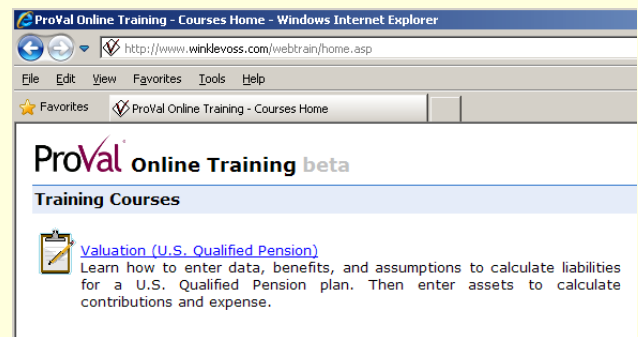 ProVal Online Training - Courses Home - Windows Internet Explorer
http://www.winklevoss.com/webtrain/home.asp
File Edit View Favorites Tools Help
Favorites ProVal Online Training - Courses Home
ProVal Online Training beta
Training Courses
Valuation (U.S. Qualified Pension)
Learn how to enter data, benefits, and assumptions to calculate liabilities
for a U.S. Qualified Pension plan. Then enter assets to calculate
contributions and expense.